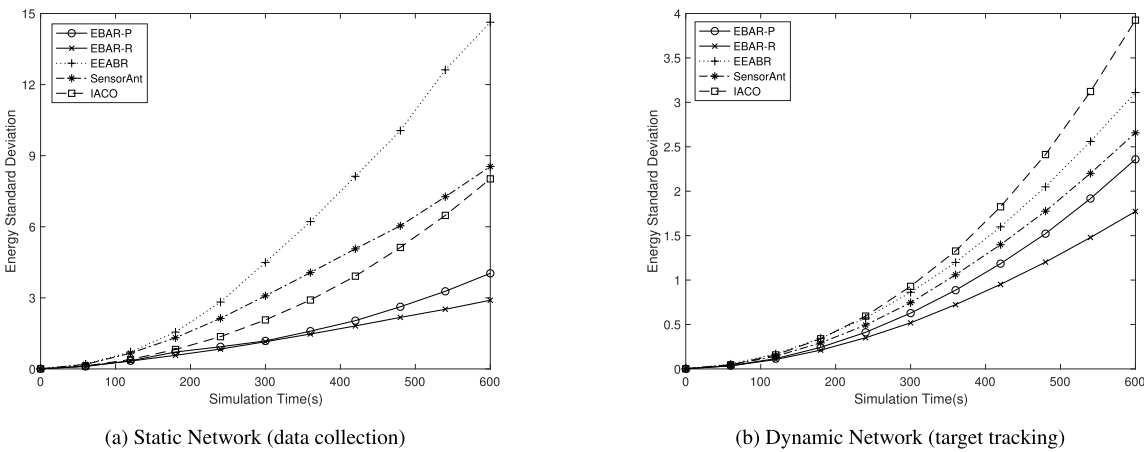 15
12
9
6
3
0
Energy Standard Deviation
EBAR-P
EBAR-R
EEABR
SensorAnt
IACO
0 100 200 300 400 500 600
Simulation Time(s)
(a) Static Network (data collection)
4
3.5
3
2.5
2
1.5
1
0.5
0
Energy Standard Deviation
EBAR-P
EBAR-R
EEABR
SensorAnt
IACO
0 100 200 300 400 500 600
Simulation Time(s)
(b) Dynamic Network (target tracking)